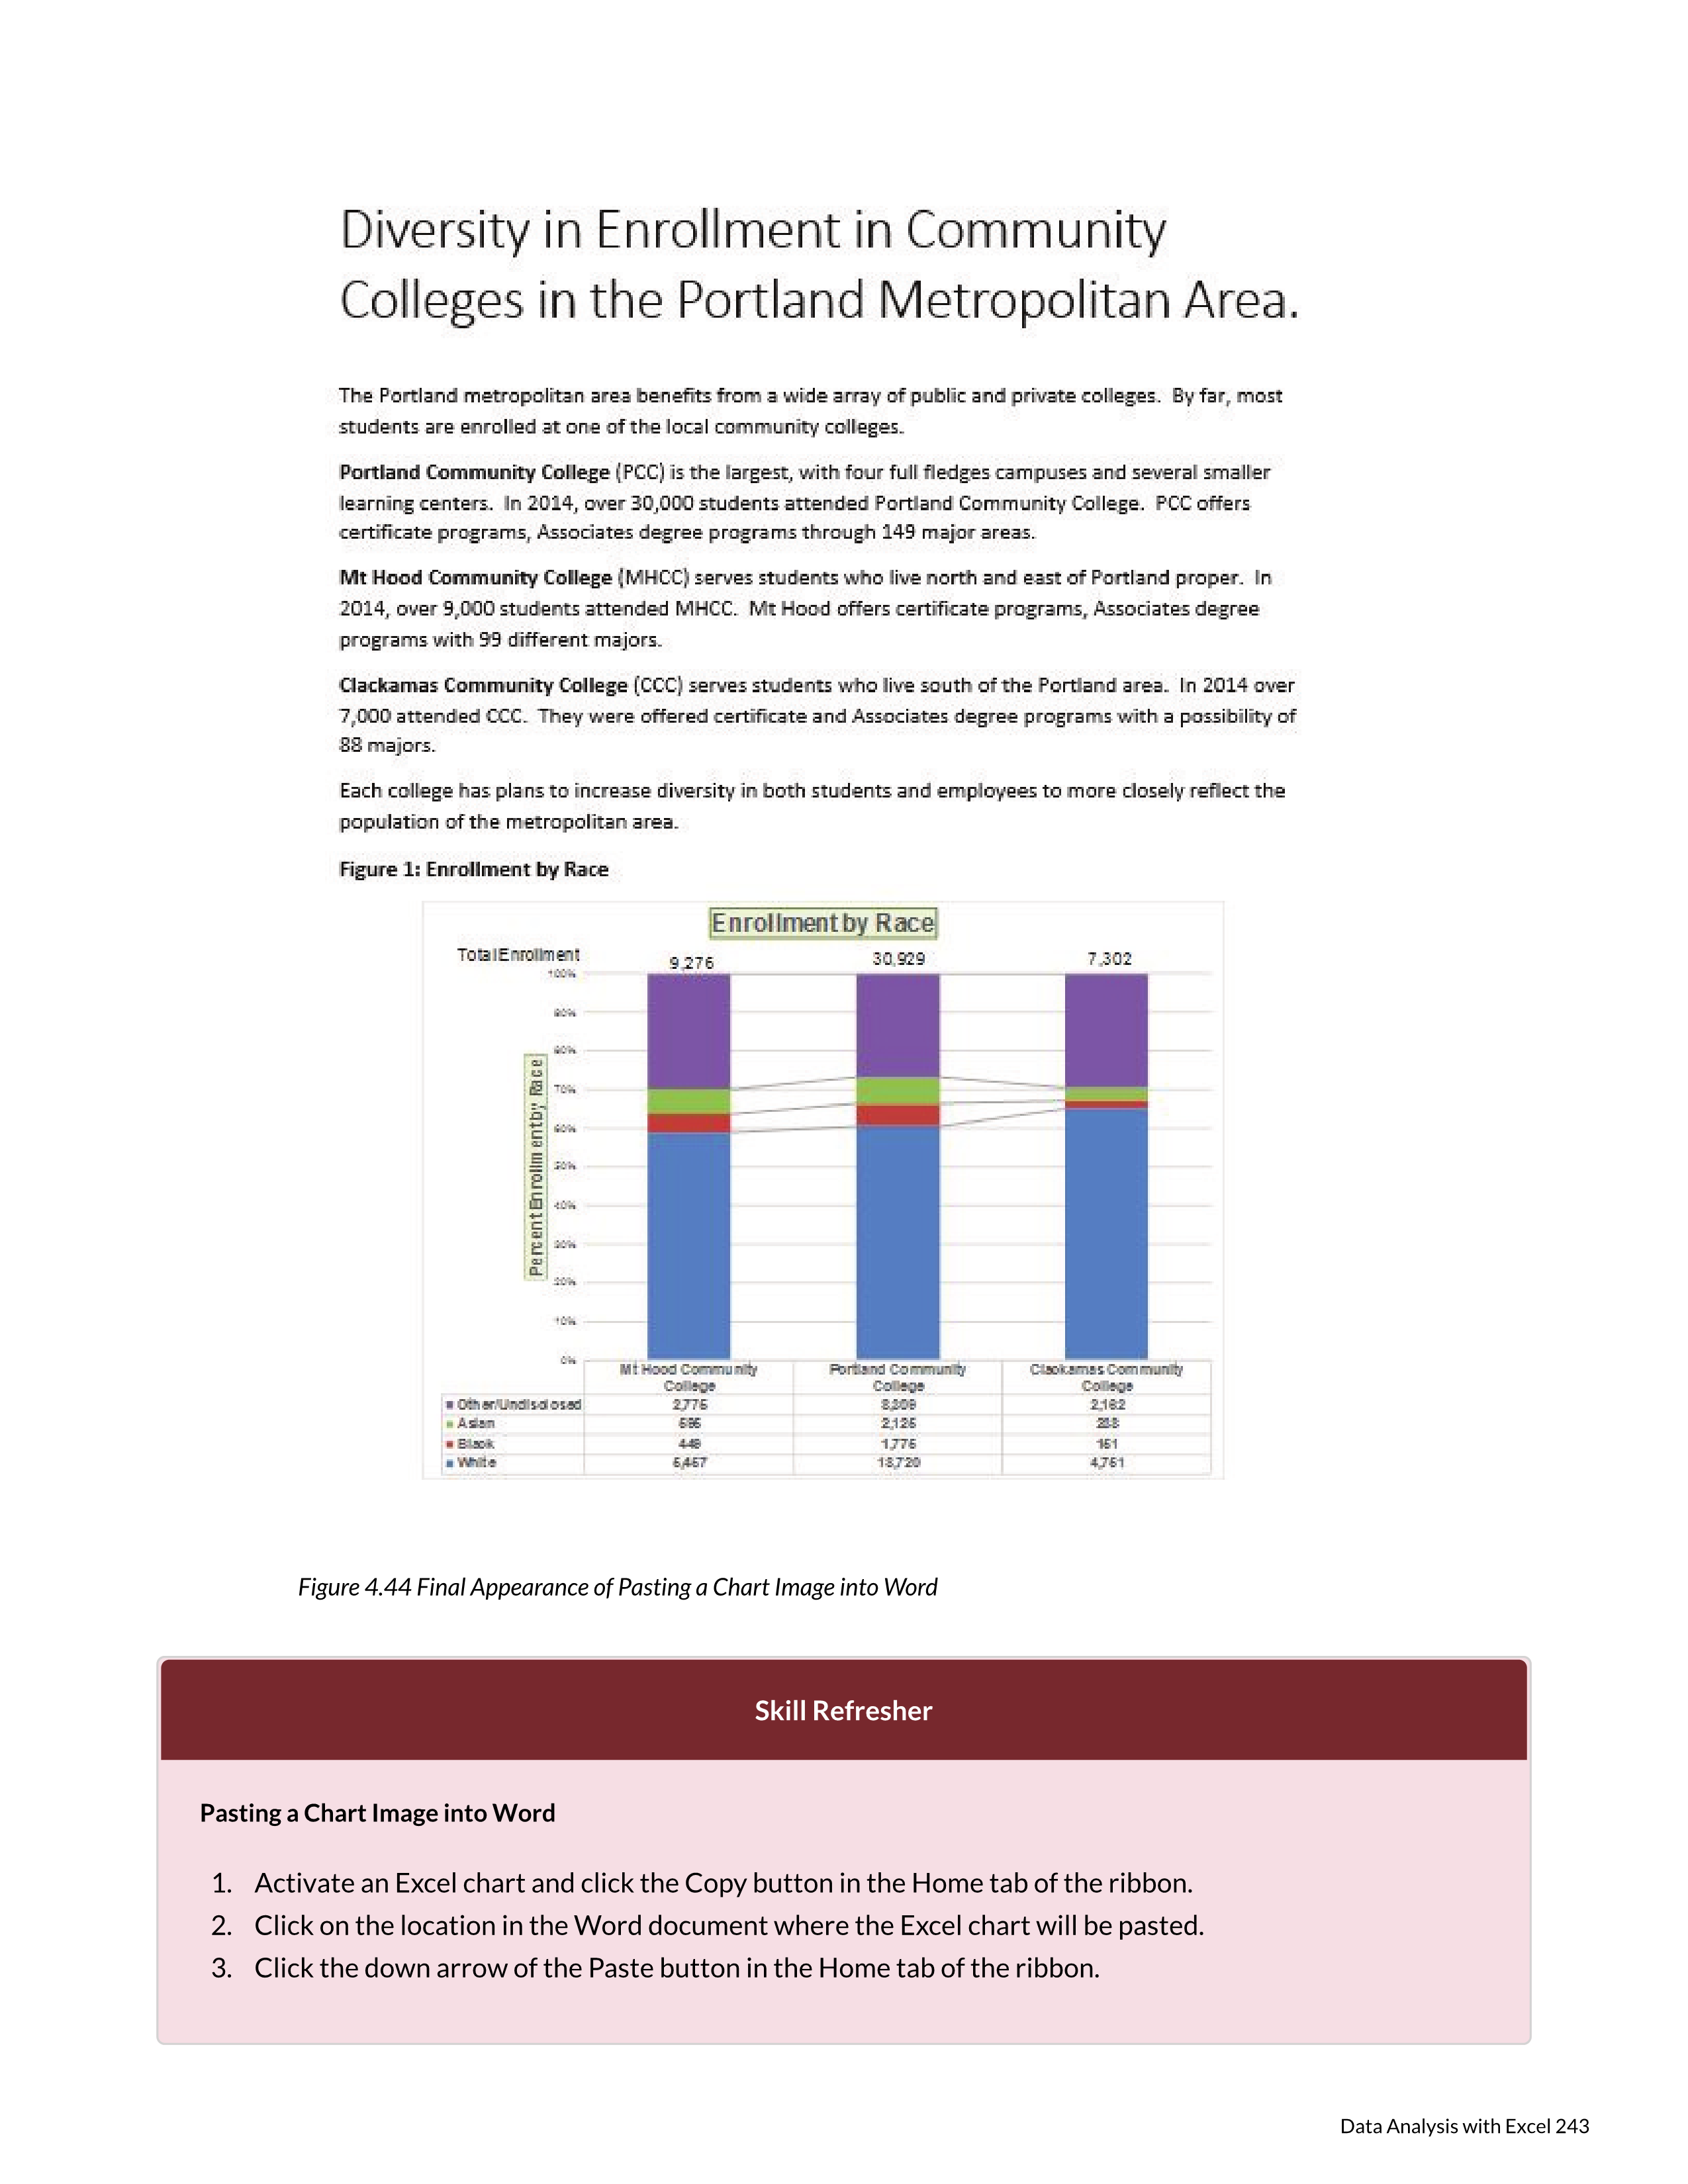 Diversity in Enrollment in Community
Colleges in the Portland Metropolitan Area.
The Portland metropolitan area benefits from a wide array of public and private colleges. By far, most
students are enrolled at one of the local community colleges.
Portland Community College (PCC) is the largest, with four full fledges campuses and several smaller
learning centers. In 2014, over 30,000 students attended Portland Community College. PCC offers
certificate programs, Associates degree programs through 149 major areas.
Mt Hood Community College (MHCC) serves students who live north and east of Portland proper. In
2014, over 9,000 students attended MHCC. Mt Hood offers certificate programs, Associates degree
programs with 99 different majors.
Clackamas Community College (CCC) serves students who live south of the Portland area. In 2014 over
7,000 attended CCC. They were offered certificate and Associates degree programs with a possibility of
88 majors.
Each college has plans to increase diversity in both students and employees to more closely reflect the
population of the metropolitan area.
Figure 1: Enrollment by Race
Enrollment by Race
Total Enrollment 9,276 30,929 7,302
100%
90%
80%
70%
60%
50%
40%
30%
20%
10%
0%
Percent Enrollment by Race
Mt Hood Community Portland Community Clackamas Community
College College College
Other/Undisclosed 2,775 8,309 2,162
Asian 2,125
Black 1,775 151
White 5,457 18,720 4,751
Figure 4.44 Final Appearance of Pasting a Chart Image into Word
Skill Refresher
Pasting a Chart Image into Word
1. Activate an Excel chart and click the Copy button in the Home tab of the ribbon.
2. Click on the location in the Word document where the Excel chart will be pasted.
3. Click the down arrow of the Paste button in the Home tab of the ribbon.
Data Analysis with Excel 243